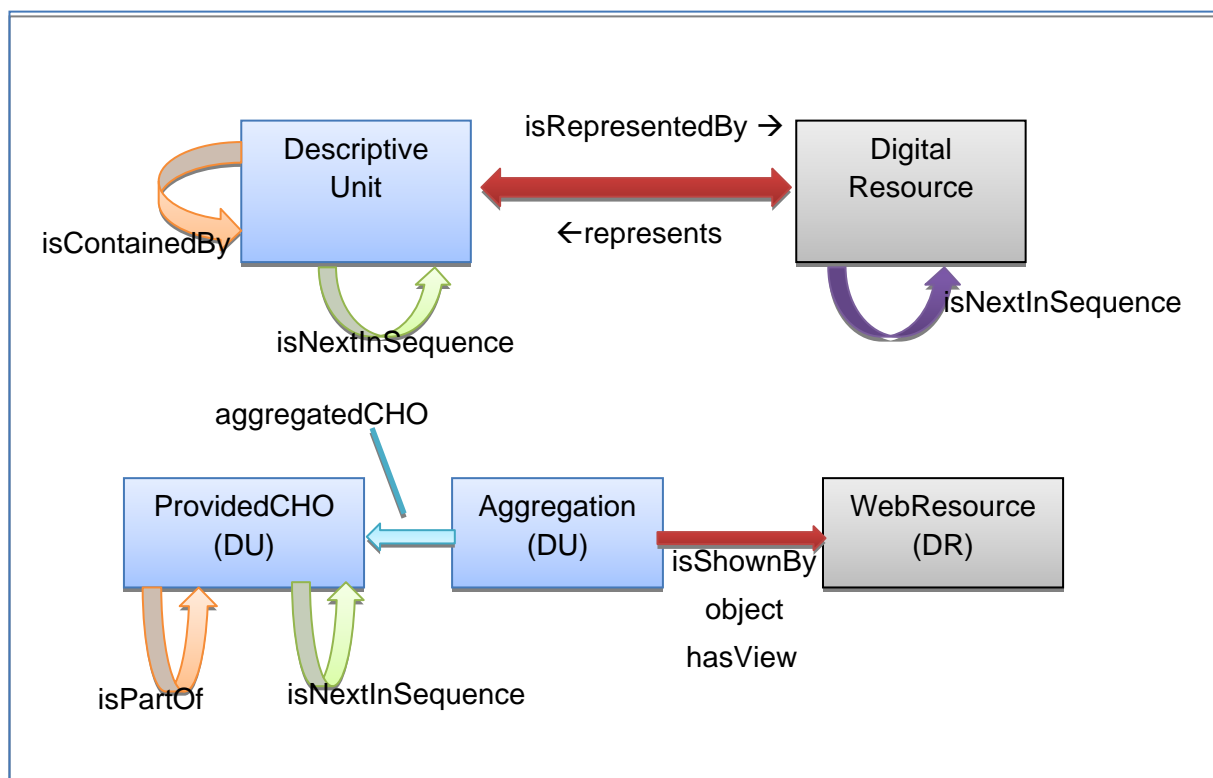 isRepresentedBy →
Descriptive
Unit
Digital
Resource
isContainedBy
←represents
isNextInSequence
isNextInSequence
aggregatedCHO
ProvidedCHO
(DU)
Aggregation
(DU)
WebResource
(DR)
isShownBy
object
hasView
isPartOf
isNextInSequence